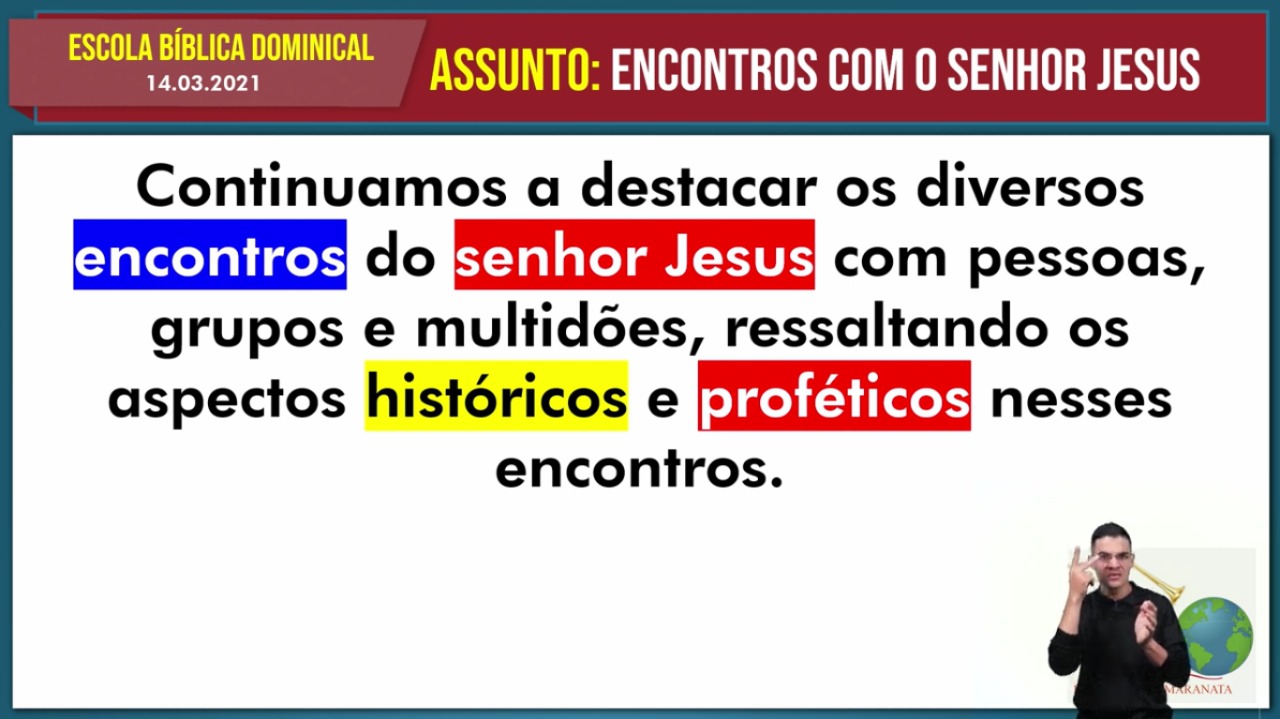 ESCOLA BÍBLICA DOMINICAL
14.03.2021
ASSUNTO: ENCONTROS COM O SENHOR JESUS
Continuamos a destacar os diversos
encontros do senhor Jesus com pessoas,
grupos e multidões, ressaltando os
aspectos históricos e proféticos nesses
encontros.
MARANATA